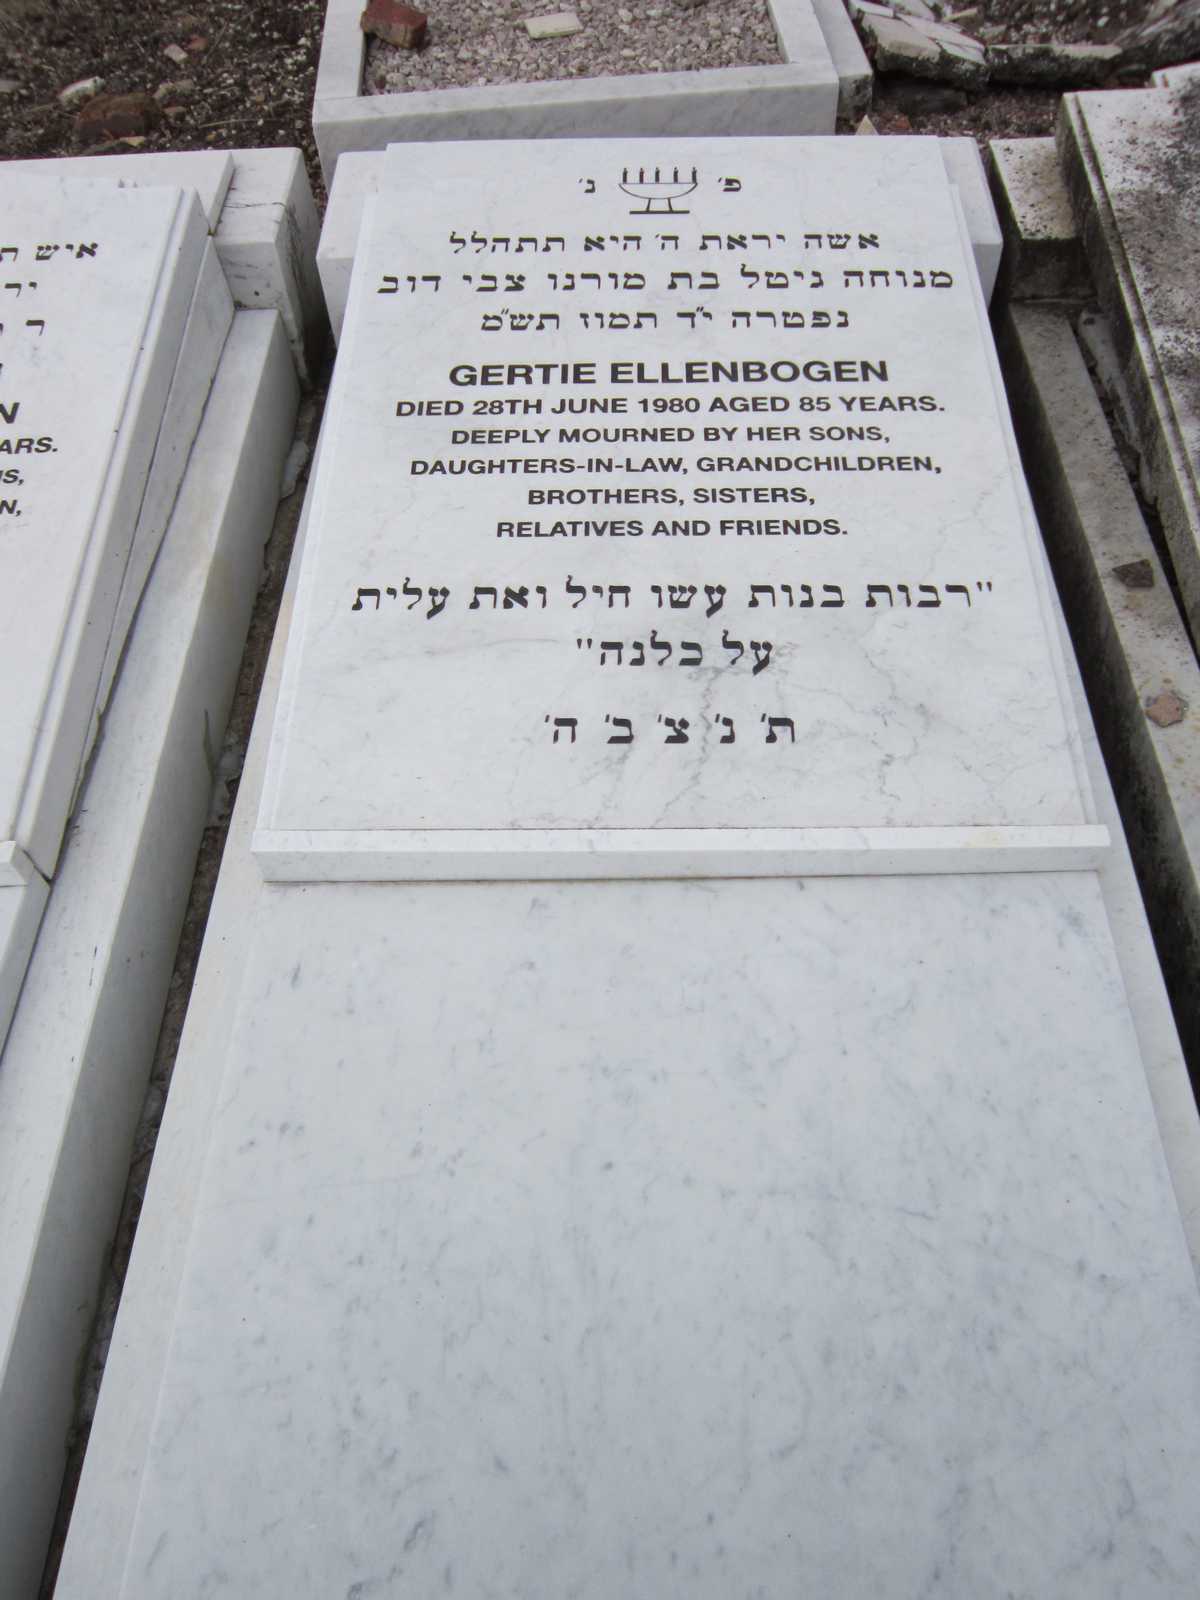 פ׳ נ׳
אשה יראת ה׳ היא תתהלל
מנוחה גיטל בת מורנו צבי דוב
נפטרה י״ד תמוז תש״מ
GERTIE ELLENBOGEN
DIED 28TH JUNE 1980 AGED 85 YEARS.
DEEPLY MOURNED BY HER SONS,
DAUGHTERS-IN-LAW, GRANDCHILDREN,
BROTHERS, SISTERS,
RELATIVES AND FRIENDS.
"רבות בנות עשו חיל ואת עלית
על כלנה"
ת׳ נ׳ צ׳ ב׳ ה׳
איש